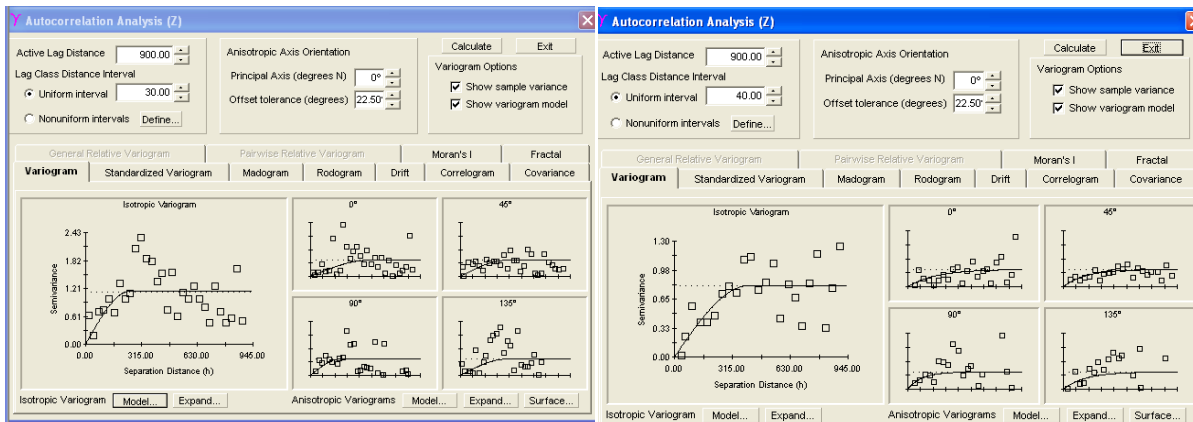 Autocorrelation Analysis (Z)
Active Lag Distance 900.00
Lag Class Distance Interval
Uniform interval 30.00
Nonuniform intervals Define...
Anisotropic Axis Orientation
Principal Axis (degrees N) 0°
Offset tolerance (degrees) 22.50°
Calculate Exit
Variogram Options
Show sample variance
Show variogram model
General Relative Variogram Pairwise Relative Variogram Moran's I Fractal
Variogram Standardized Variogram Madogram Rodogram Drift Correlogram Covariance
Isotropic Variogram
Semivariance
2.43
1.82
1.21
0.61
0.00
0.00 315.00 630.00 945.00
Separation Distance (h)
0° 45°
90° 135°
Isotropic Variogram Model... Expand... Anisotropic Variograms Model... Expand... Surface...
Autocorrelation Analysis (Z)
Active Lag Distance 900.00
Lag Class Distance Interval
Uniform interval 40.00
Nonuniform intervals Define...
Anisotropic Axis Orientation
Principal Axis (degrees N) 0°
Offset tolerance (degrees) 22.50°
Calculate Exit
Variogram Options
Show sample variance
Show variogram model
General Relative Variogram Pairwise Relative Variogram Moran's I Fractal
Variogram Standardized Variogram Madogram Rodogram Drift Correlogram Covariance
Isotropic Variogram
Semivariance
1.30
0.98
0.65
0.33
0.00
0.00 315.00 630.00 945.00
Separation Distance (h)
0° 45°
90° 135°
Isotropic Variogram Model... Expand... Anisotropic Variograms Model... Expand... Surface...